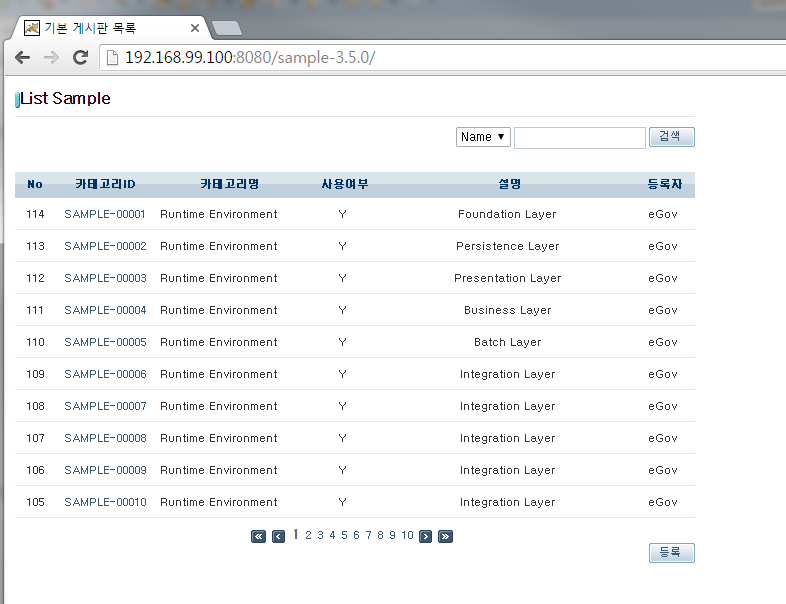 기본 게시판 목록
192.168.99.100:8080/sample-3.5.0/
List Sample
Name ▼ 검색
No 카테고리ID 카테고리명 사용여부 설명 등록자
114 SAMPLE-00001 Runtime Environment Y Foundation Layer eGov
113 SAMPLE-00002 Runtime Environment Y Persistence Layer eGov
112 SAMPLE-00003 Runtime Environment Y Presentation Layer eGov
111 SAMPLE-00004 Runtime Environment Y Business Layer eGov
110 SAMPLE-00005 Runtime Environment Y Batch Layer eGov
109 SAMPLE-00006 Runtime Environment Y Integration Layer eGov
108 SAMPLE-00007 Runtime Environment Y Integration Layer eGov
107 SAMPLE-00008 Runtime Environment Y Integration Layer eGov
106 SAMPLE-00009 Runtime Environment Y Integration Layer eGov
105 SAMPLE-00010 Runtime Environment Y Integration Layer eGov
« ‹ 1 2 3 4 5 6 7 8 9 10 › »
등록